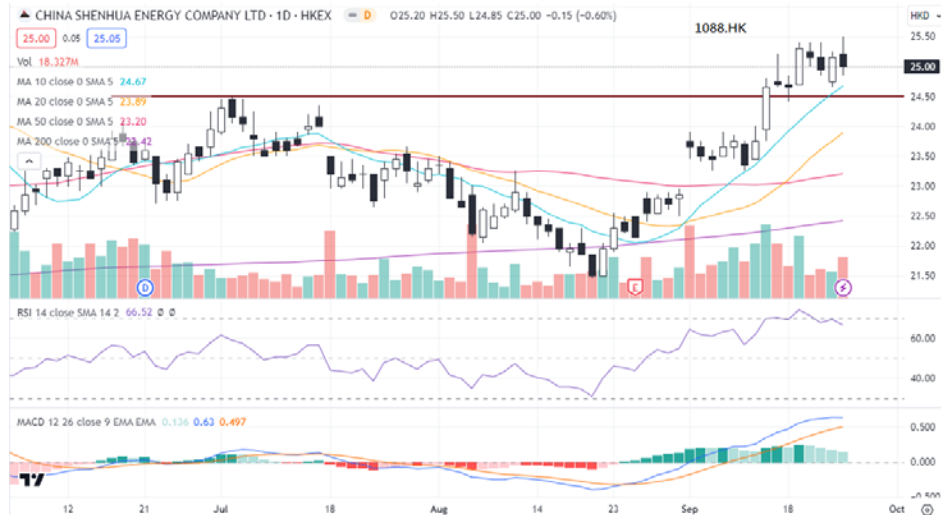 CHINA SHENHUA ENERGY COMPANY LTD · 1D · HKEX D O25.20 H25.50 L24.85 C25.00 −0.15 (−0.60%) HKD
1088.HK
25.00 0.05 25.05
Vol 18.327M
MA 10 close 0 SMA 5 24.67
MA 20 close 0 SMA 5 23.89
MA 50 close 0 SMA 5 23.20
MA 200 close 0 SMA 5 22.42
25.50
25.00
24.50
24.00
23.50
23.00
22.50
22.00
21.50
D
E
RSI 14 close SMA 14 2 66.52 Ø Ø
60.00
40.00
MACD 12 26 close 9 EMA EMA 0.136 0.63 0.497
0.500
0.000
−0.500
12 21 Jul 17 Aug 14 23 Sep 18 Oct